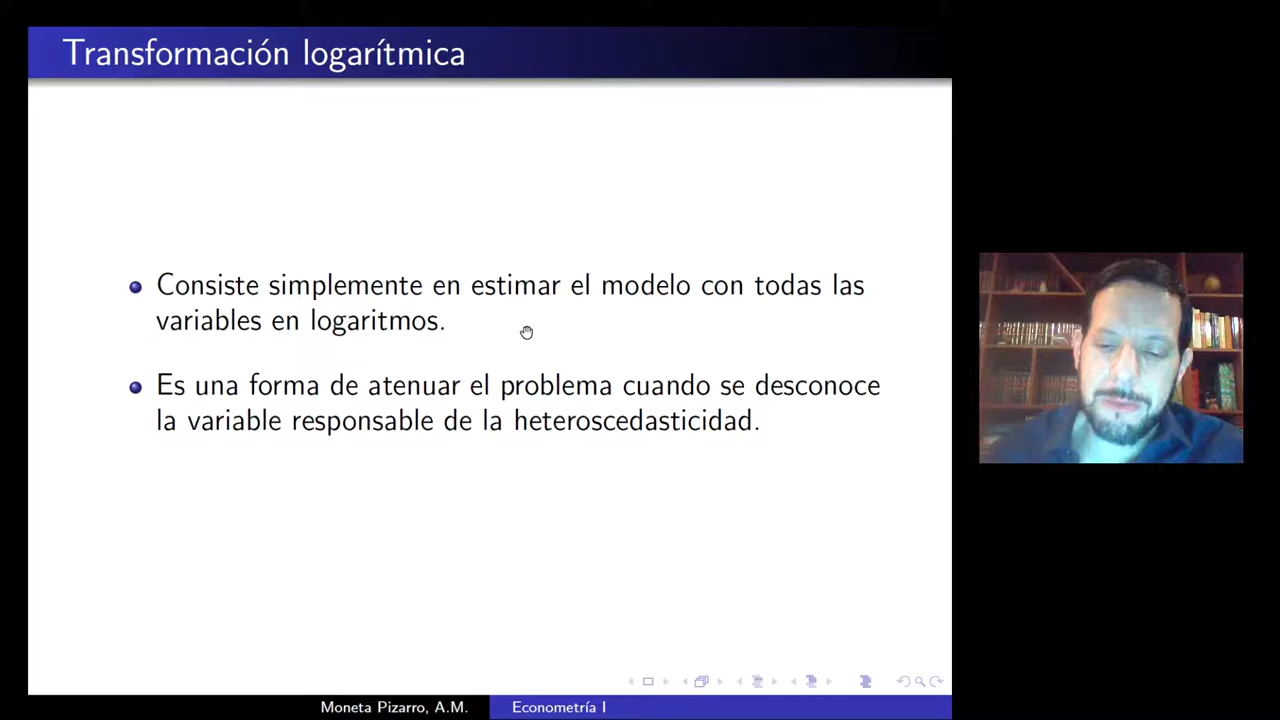 Transformación logarítmica
Consiste simplemente en estimar el modelo con todas las
variables en logaritmos.
Es una forma de atenuar el problema cuando se desconoce
la variable responsable de la heteroscedasticidad.
Moneta Pizarro, A.M.
Econometría I